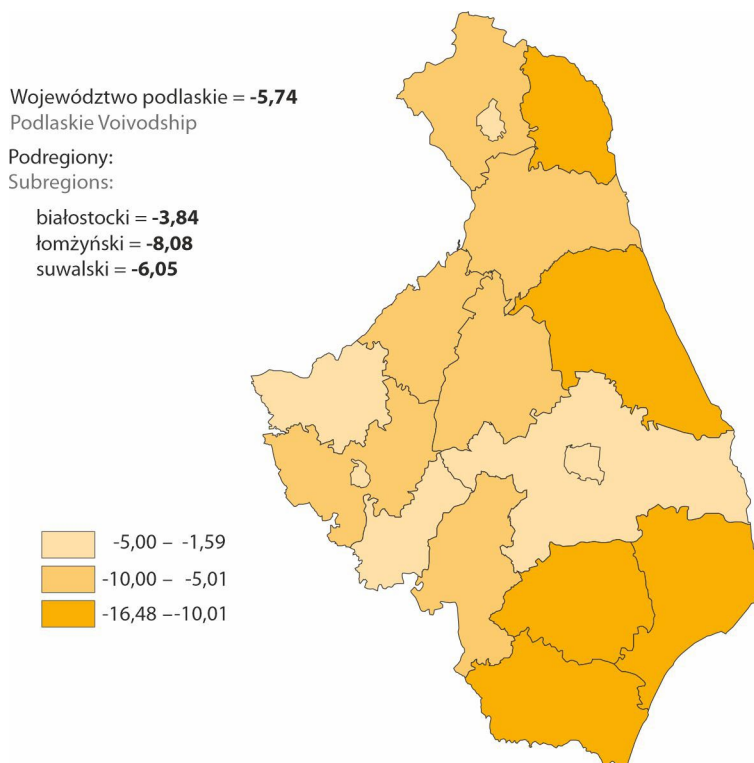 Województwo podlaskie = -5,74
Podlaskie Voivodship
Podregiony:
Subregions:
białostocki = -3,84
łomżyński = -8,08
suwalski = -6,05
-5,00 – -1,59
-10,00 – -5,01
-16,48 –-10,01